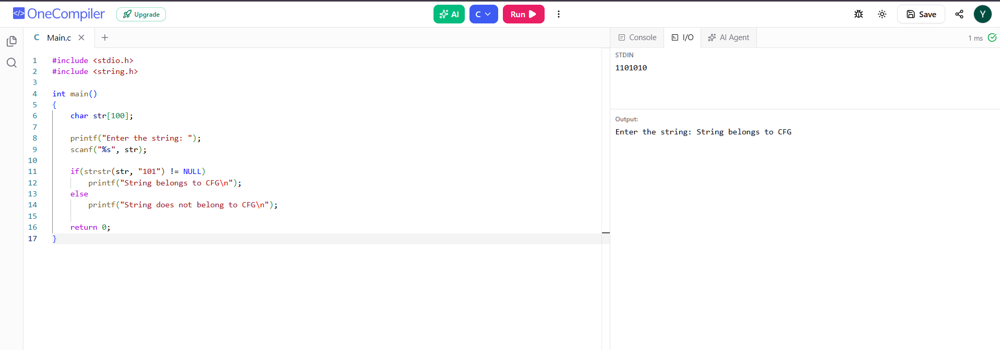 </> OneCompiler Upgrade AI C Run Save Y
C Main.c
Console I/O AI Agent 1 ms
1 #include <stdio.h>
2 #include <string.h>
3
4 int main()
5 {
6     char str[100];
7
8     printf("Enter the string: ");
9     scanf("%s", str);
10
11     if(strstr(str, "101") != NULL)
12         printf("String belongs to CFG\n");
13     else
14         printf("String does not belong to CFG\n");
15
16     return 0;
17 }
STDIN
1101010
Output:
Enter the string: String belongs to CFG